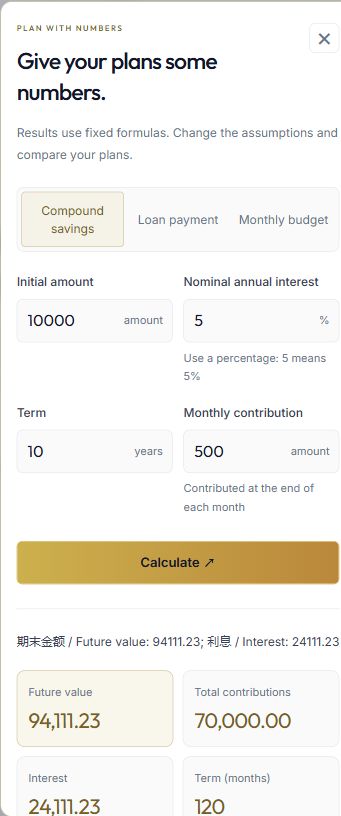 PLAN WITH NUMBERS
Give your plans some
numbers.
Results use fixed formulas. Change the assumptions and
compare your plans.
Compound
savings
Loan payment
Monthly budget
Initial amount
Nominal annual interest
10000 amount
5 %
Use a percentage: 5 means
5%
Term
Monthly contribution
10 years
500 amount
Contributed at the end of
each month
Calculate ↗
期末金额 / Future value: 94111.23; 利息 / Interest: 24111.23
Future value
94,111.23
Total contributions
70,000.00
Interest
24,111.23
Term (months)
120